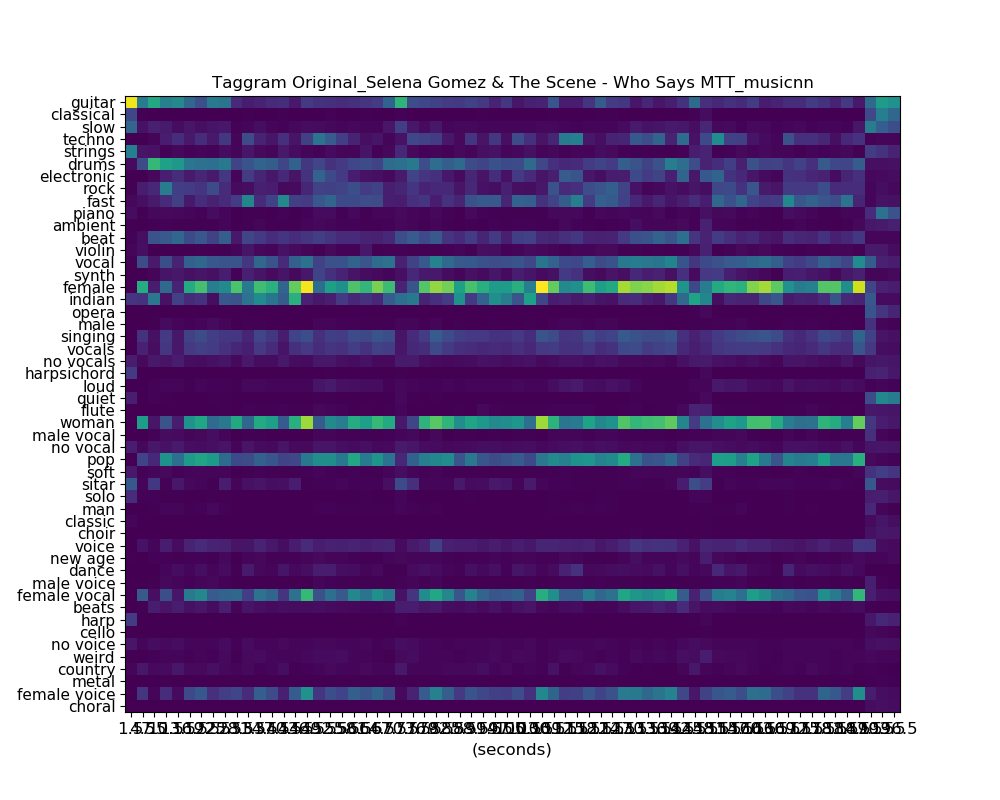 Taggram Original_Selena Gomez & The Scene - Who Says MTT_musicnn
guitar
classical
slow
techno
strings
drums
electronic
rock
fast
piano
ambient
beat
violin
vocal
synth
female
indian
opera
male
singing
vocals
no vocals
harpsichord
loud
quiet
flute
woman
male vocal
no vocal
pop
soft
sitar
solo
man
classic
choir
voice
new age
dance
male voice
female vocal
beats
harp
cello
no voice
weird
country
metal
female voice
choral
(seconds)